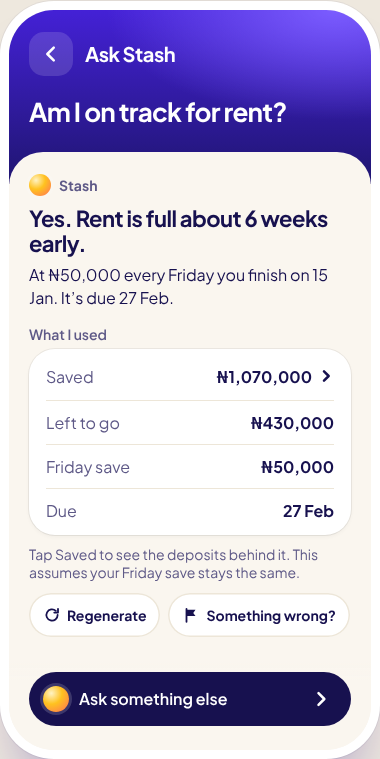 Ask Stash
Am I on track for rent?
Stash
Yes. Rent is full about 6 weeks
early.
At ₦50,000 every Friday you finish on 15
Jan. It’s due 27 Feb.
What I used
Saved ₦1,070,000
Left to go ₦430,000
Friday save ₦50,000
Due 27 Feb
Tap Saved to see the deposits behind it. This
assumes your Friday save stays the same.
Regenerate Something wrong?
Ask something else